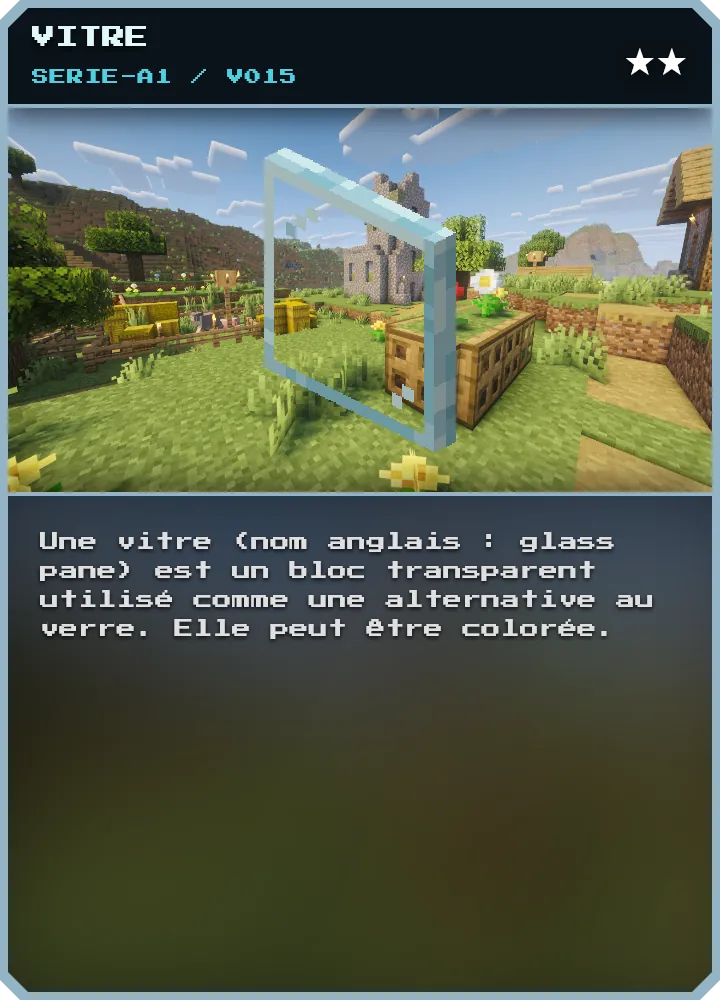 VITRE
SERIE-A1 / V015
★★
Une vitre (nom anglais : glass
pane) est un bloc transparent
utilisé comme une alternative au
verre. Elle peut être colorée.